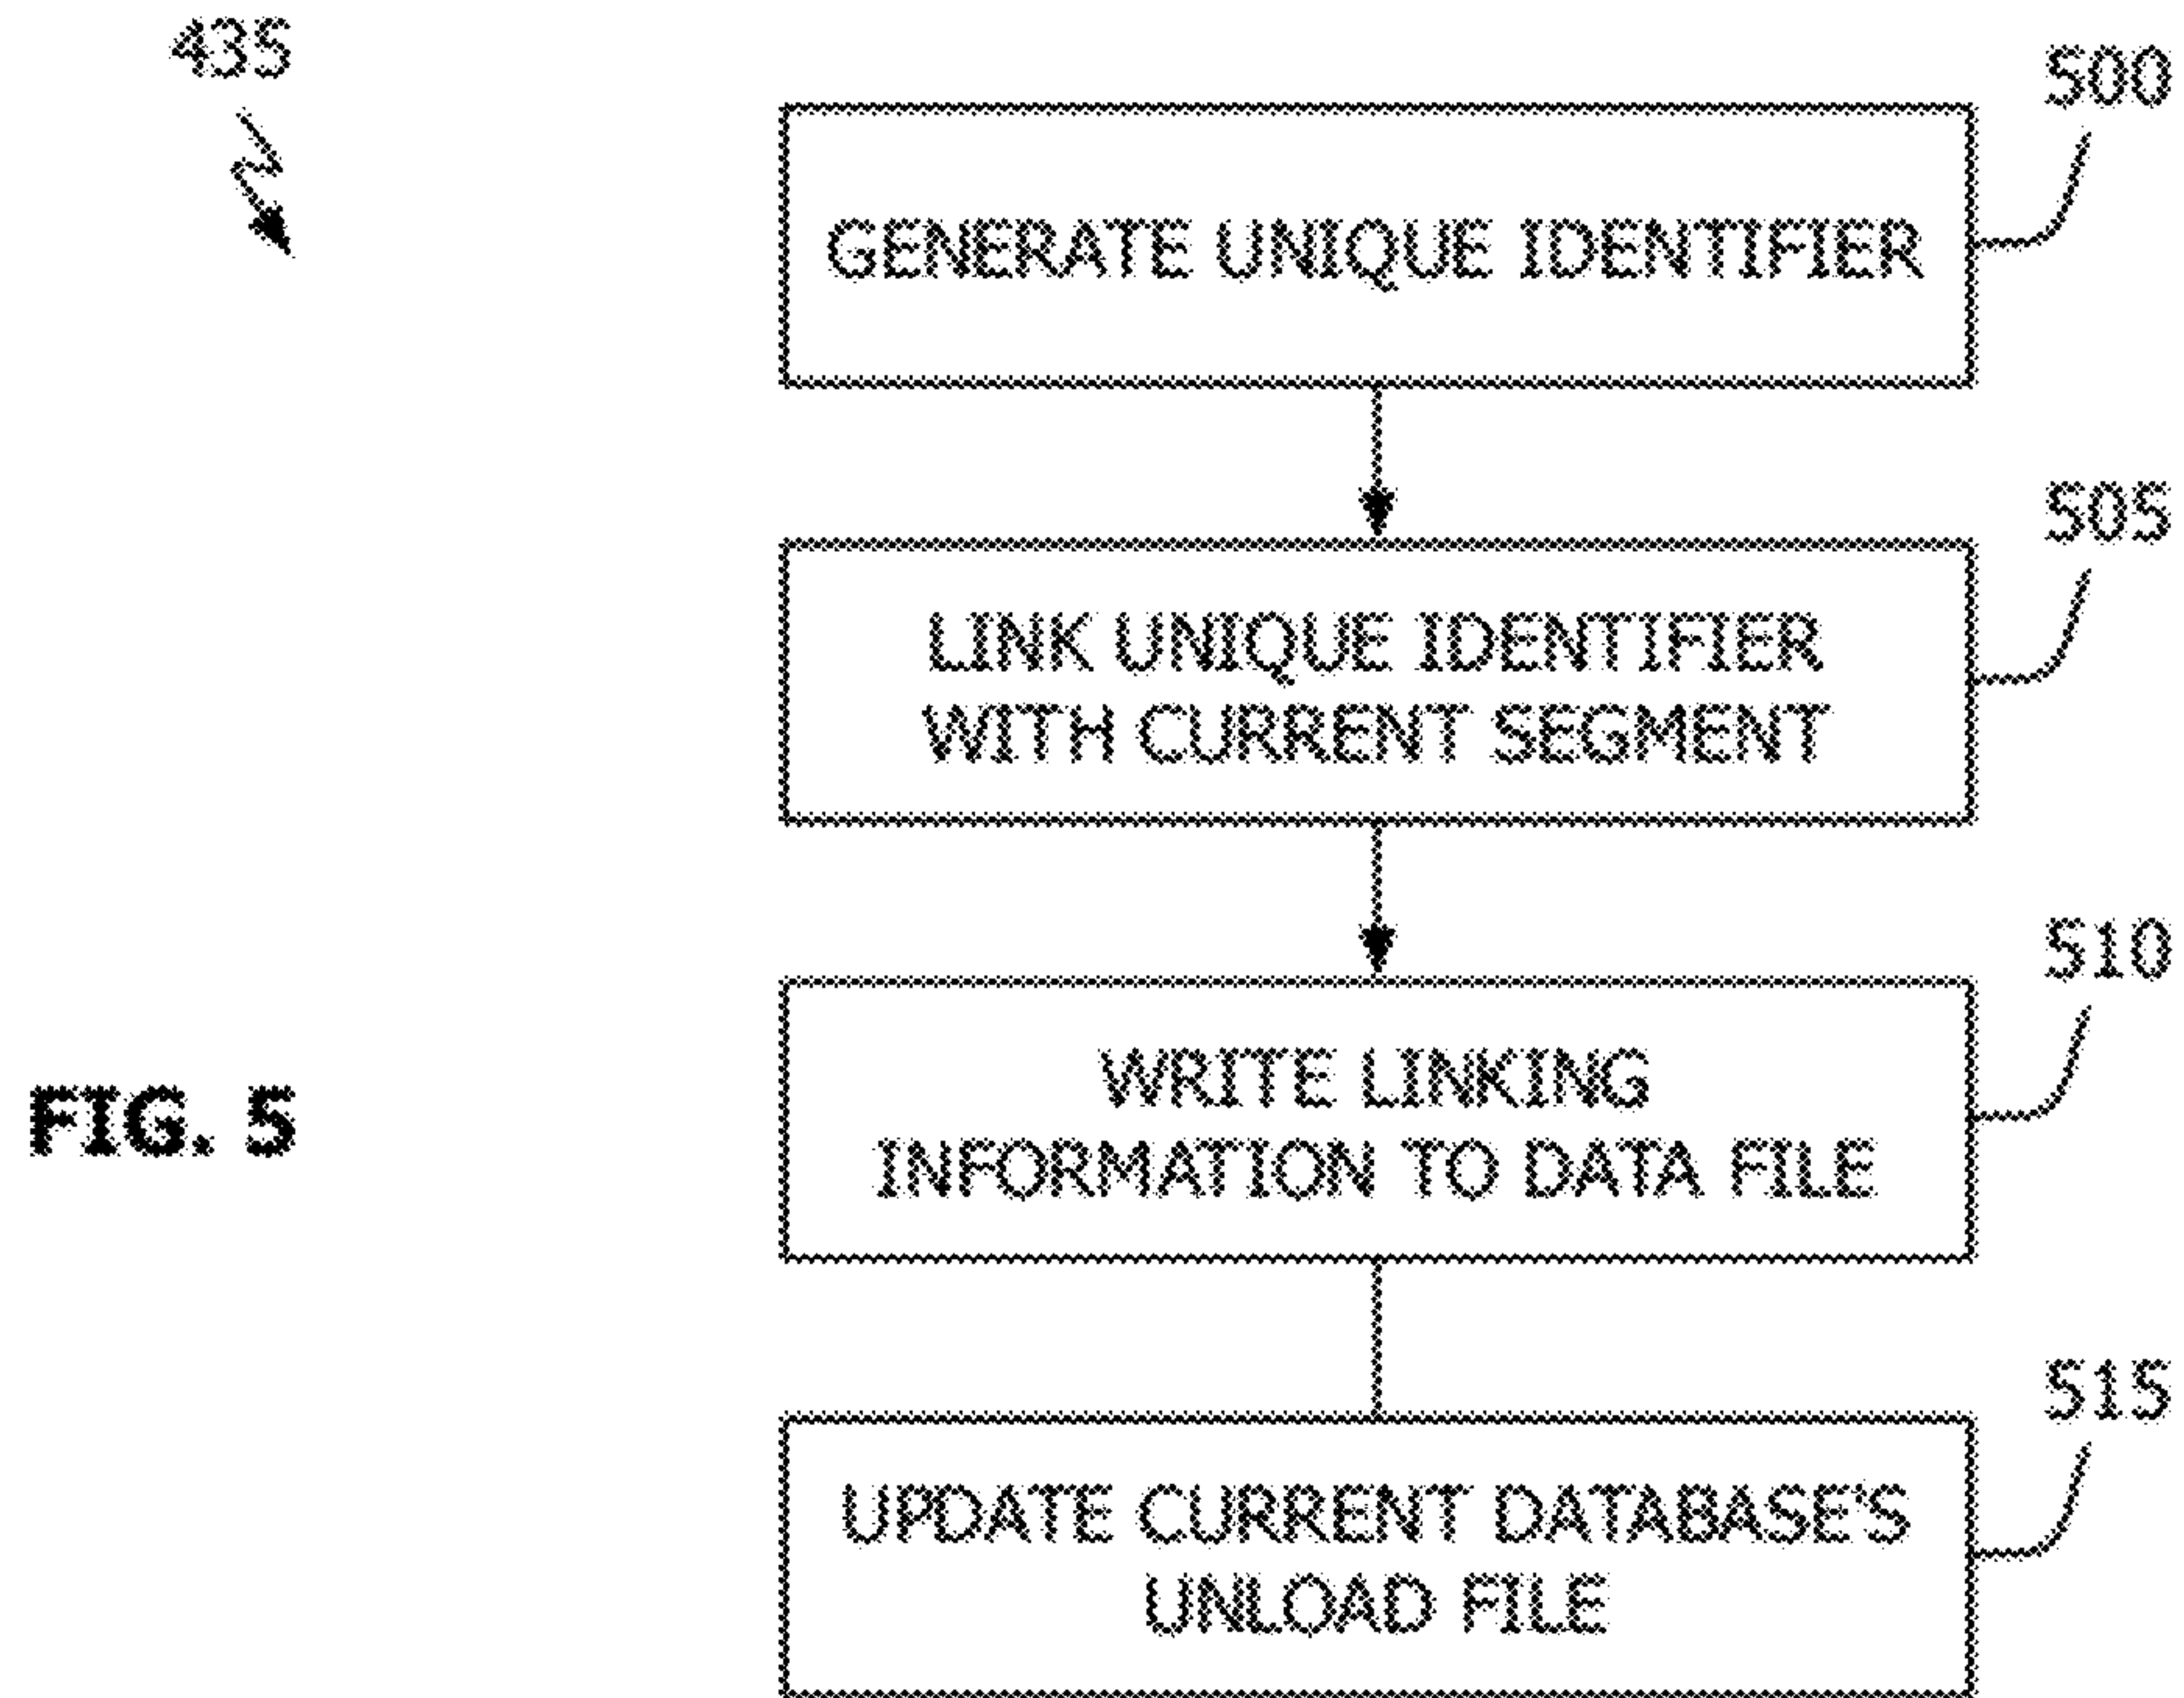 435
500
GENERATE UNIQUE IDENTIFIER
505
LINK UNIQUE IDENTIFIER
WITH CURRENT SEGMENT
510
WRITE LINKING
INFORMATION TO DATA FILE
FIG. 5
515
UPDATE CURRENT DATABASE'S
UNLOAD FILE